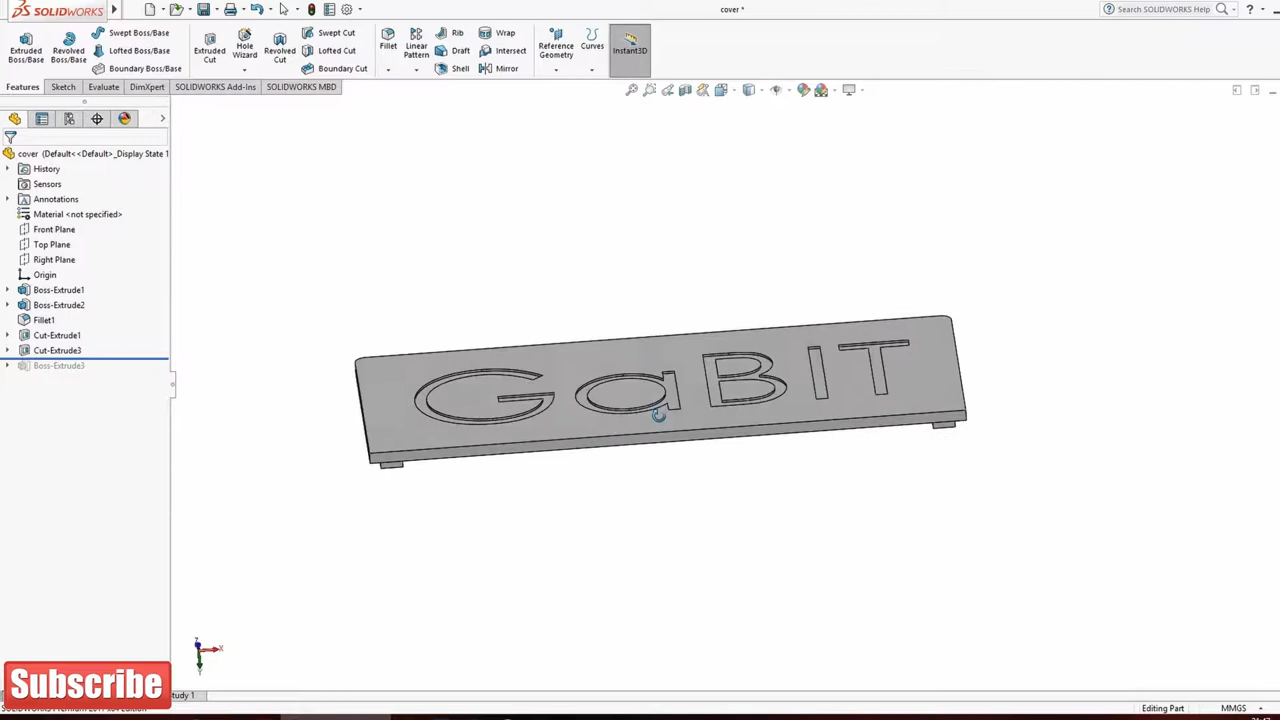 SOLIDWORKS
cover *
Search SOLIDWORKS
Extruded Boss/Base
Revolved Boss/Base
Swept Boss/Base
Lofted Boss/Base
Boundary Boss/Base
Extruded Cut
Hole Wizard
Revolved Cut
Swept Cut
Lofted Cut
Boundary Cut
Fillet
Linear Pattern
Rib
Draft
Shell
Wrap
Intersect
Mirror
Reference Geometry
Curves
Instant3D
Features
Sketch
Evaluate
DimXpert
SOLIDWORKS Add-Ins
SOLIDWORKS MBD
cover (Default<<Default>_Display State 1
History
Sensors
Annotations
Material <not specified>
Front Plane
Top Plane
Right Plane
Origin
Boss-Extrude1
Boss-Extrude2
Fillet1
Cut-Extrude1
Cut-Extrude3
Boss-Extrude3
GaBIT
Z
X
Subscribe
Study 1
Editing Part
MMGS